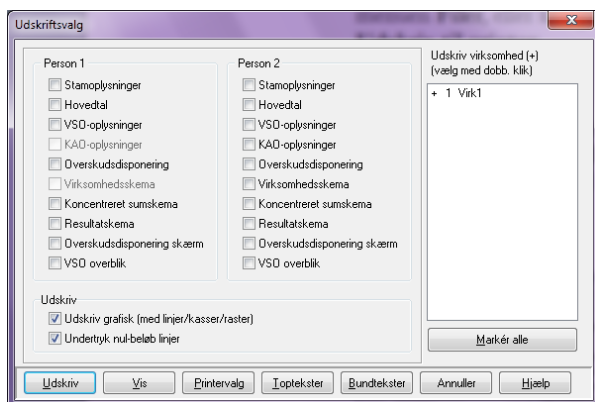 Udskriftsvalg
Person 1
Stamoplysninger
Hovedtal
VSO-oplysninger
KAO-oplysninger
Overskudsdisponering
Virksomhedsskema
Koncentreret sumskema
Resultatskema
Overskudsdisponering skærm
VSO overblik
Person 2
Stamoplysninger
Hovedtal
VSO-oplysninger
KAO-oplysninger
Overskudsdisponering
Virksomhedsskema
Koncentreret sumskema
Resultatskema
Overskudsdisponering skærm
VSO overblik
Udskriv virksomhed (+)
(vælg med dobb. klik)
+ 1 Virk1
Markér alle
Udskriv
Udskriv grafisk (med linjer/kasser/raster)
Undertryk nul-beløb linjer
Udskriv Vis Printervalg Toptekster Bundtekster Annuller Hjælp